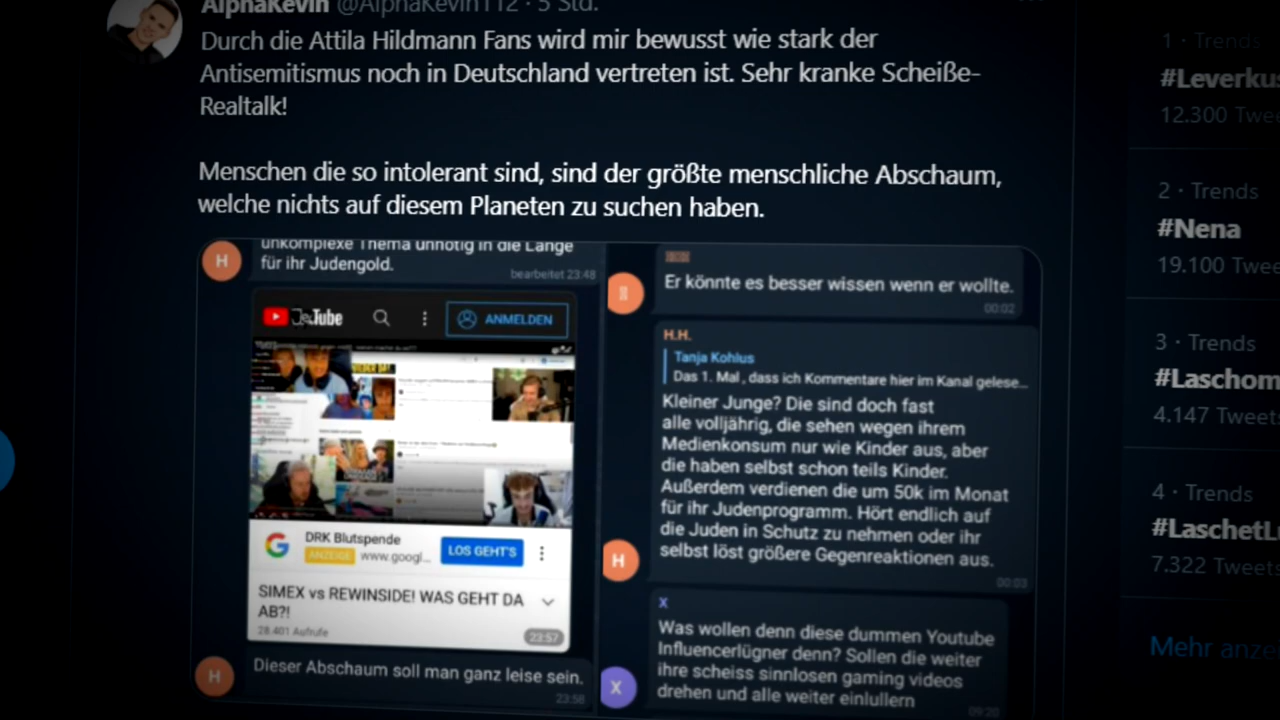 AlphaKevin @AlphaKevin112 · 5 Std.
Durch die Attila Hildmann Fans wird mir bewusst wie stark der
Antisemitismus noch in Deutschland vertreten ist. Sehr kranke Scheiße-
Realtalk!
Menschen die so intolerant sind, sind der größte menschliche Abschaum,
welche nichts auf diesem Planeten zu suchen haben.
H
unkomplexe Thema unnötig in die Länge
für ihr Judengold.
bearbeitet 23:48
ANMELDEN
DRK Blutspende
ANZEIGE www.googl...
LOS GEHT'S
SIMEX vs REWINSIDE! WAS GEHT DA
AB?!
28.401 Aufrufe
23:57
H
Dieser Abschaum soll man ganz leise sein.
23:58
Er könnte es besser wissen wenn er wollte.
00:02
H.H.
Tanja Kohlus
Das 1. Mal , dass ich Kommentare hier im Kanal gelese...
Kleiner Junge? Die sind doch fast
alle volljährig, die sehen wegen ihrem
Medienkonsum nur wie Kinder aus, aber
die haben selbst schon teils Kinder.
Außerdem verdienen die um 50k im Monat
für ihr Judenprogramm. Hört endlich auf
die Juden in Schutz zu nehmen oder ihr
selbst löst größere Gegenreaktionen aus.
H
00:03
X
Was wollen denn diese dummen Youtube
Influencerlügner denn? Sollen die weiter
ihre scheiss sinnlosen gaming videos
drehen und alle weiter einlullern
X
09:20
1 · Trends
#Leverku
12.300 Twee
2 · Trends
#Nena
19.100 Twee
3 · Trends
#Laschom
4.147 Tweets
4 · Trends
#LaschetL
7.322 Tweets
Mehr anze